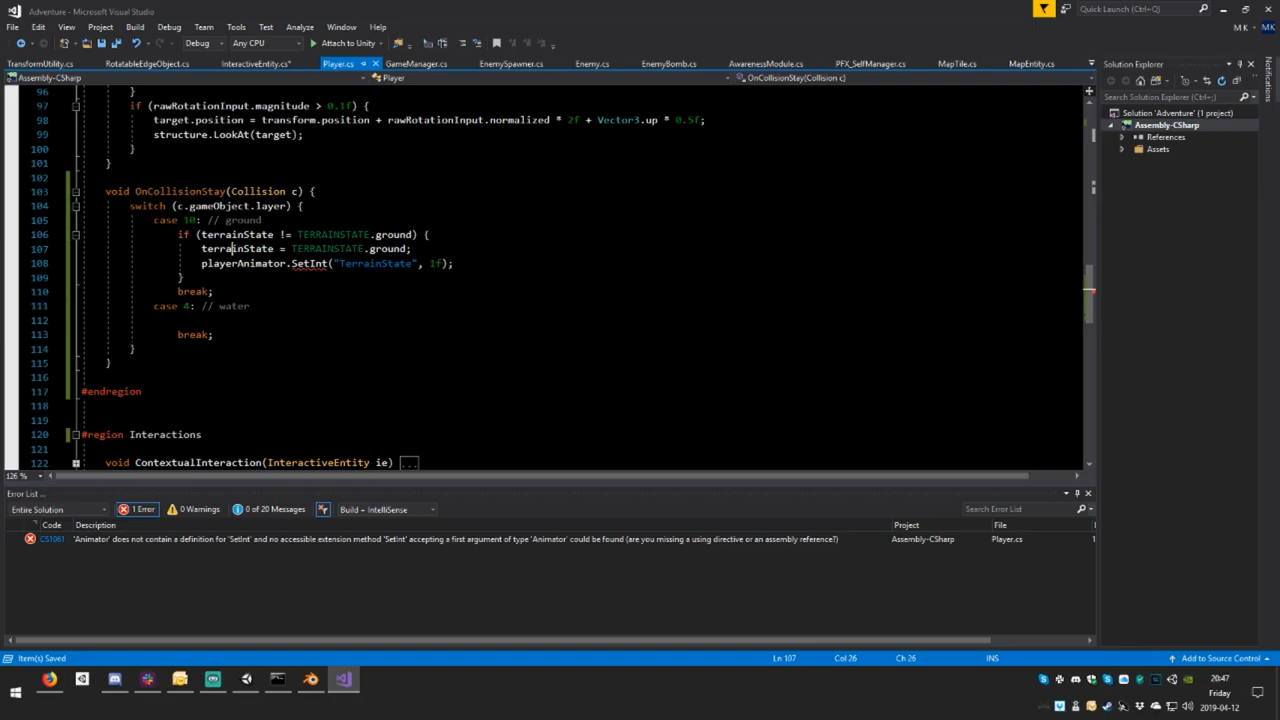 Adventure - Microsoft Visual Studio
Quick Launch (Ctrl+Q)
File Edit View Project Build Debug Team Tools Test Analyze Window Help
M K
MK
Debug Any CPU Attach to Unity
TransformUtility.cs RotatableEdgeObject.cs InteractiveEntity.cs* Player.cs GameManager.cs EnemySpawner.cs Enemy.cs EnemyBomb.cs AwarenessModule.cs PFX_SelfManager.cs MapTile.cs MapEntity.cs
Assembly-CSharp Player OnCollisionStay(Collision c)
96 }
97 if (rawRotationInput.magnitude > 0.1f) {
98 target.position = transform.position + rawRotationInput.normalized * 2f + Vector3.up * 0.5f;
99 structure.LookAt(target);
100 }
101 }
102
103 void OnCollisionStay(Collision c) {
104 switch (c.gameObject.layer) {
105 case 10: // ground
106 if (terrainState != TERRAINSTATE.ground) {
107 terrainState = TERRAINSTATE.ground;
108 playerAnimator.SetInt("TerrainState", 1f);
109 }
110 break;
111 case 4: // water
112
113 break;
114 }
115 }
116
117 #endregion
118
119
120 #region Interactions
121
122 void ContextualInteraction(InteractiveEntity ie) ...
126 %
Solution Explorer
Search Solution Explorer (Ctrl+;)
Solution 'Adventure' (1 project)
Assembly-CSharp
References
Assets
Notifications
Error List ...
Entire Solution 1 Error 0 Warnings 0 of 20 Messages Build + IntelliSense Search Error List
Code Description Project File
CS1061 'Animator' does not contain a definition for 'SetInt' and no accessible extension method 'SetInt' accepting a first argument of type 'Animator' could be found (are you missing a using directive or an assembly reference?) Assembly-CSharp Player.cs 1
Item(s) Saved Ln 107 Col 26 Ch 26 INS Add to Source Control
20:47
Friday
2019-04-12